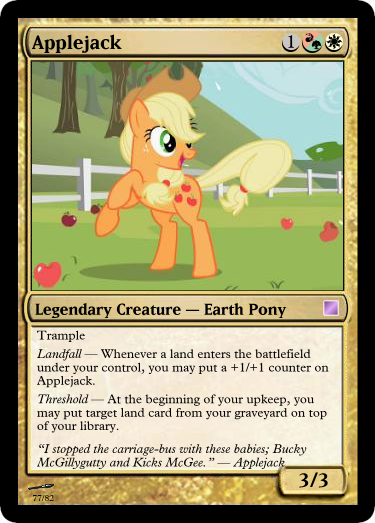 Applejack 1
Legendary Creature — Earth Pony
Trample
Landfall — Whenever a land enters the battlefield
under your control, you may put a +1/+1 counter on
Applejack.
Threshold — At the beginning of your upkeep, you
may put target land card from your graveyard on top
of your library.
“I stopped the carriage-bus with these babies; Bucky
McGillygutty and Kicks McGee.” — Applejack
3/3
77/82